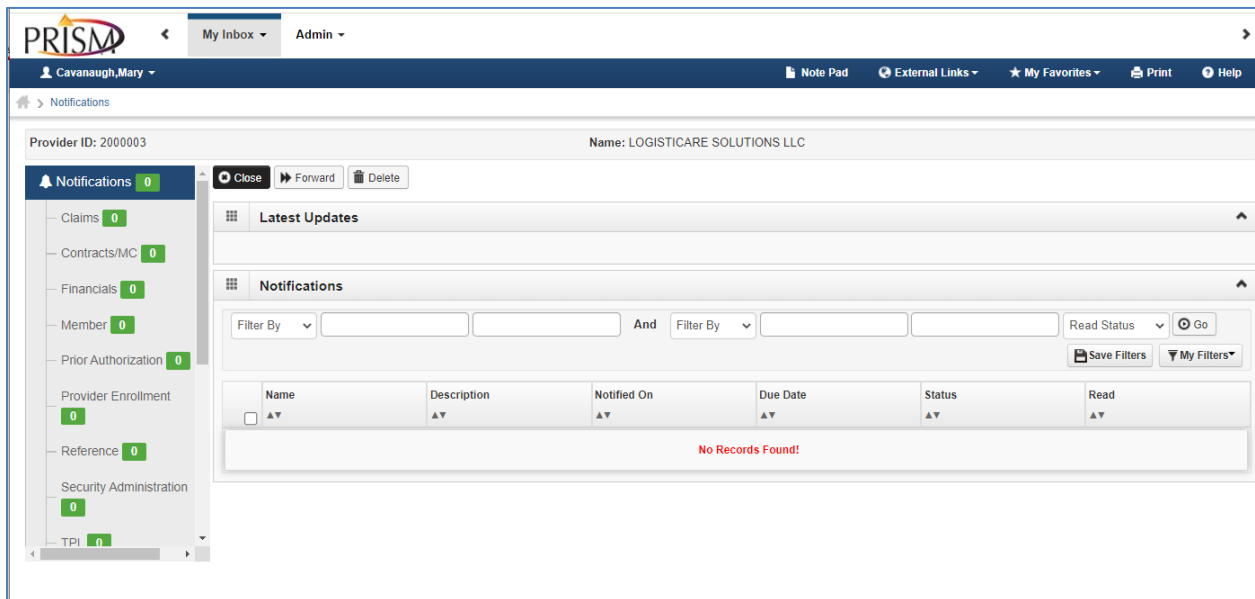 PRISM
My Inbox
Admin
Cavanaugh,Mary
Note Pad
External Links
My Favorites
Print
Help
Notifications
Provider ID: 2000003
Name: LOGISTICARE SOLUTIONS LLC
Notifications 0
Close
Forward
Delete
Claims 0
Latest Updates
Contracts/MC 0
Financials 0
Notifications
Member 0
Filter By
And
Filter By
Read Status
Go
Prior Authorization 0
Save Filters
My Filters
Provider Enrollment
0
Name
Description
Notified On
Due Date
Status
Read
Reference 0
No Records Found!
Security Administration
0
TPL 0